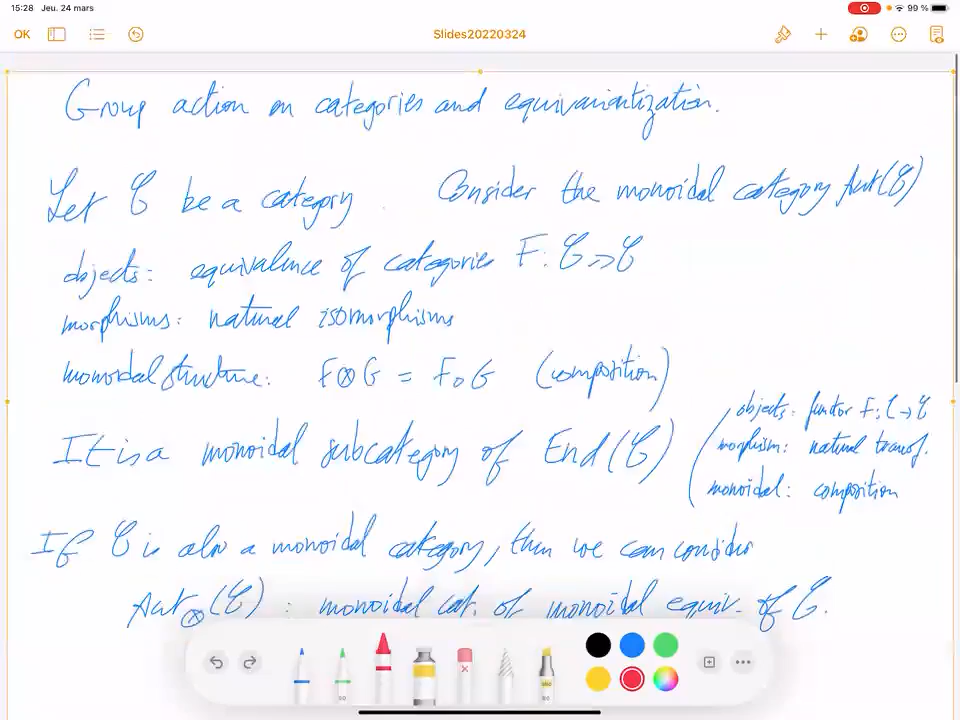 15:28 Jeu. 24 mars
99 %
OK
Slides20220324
Group action on categories and equivariantization.
Let C be a category. Consider the monoidal category Aut(C)
objects: equivalence of categories F: C ⥲ C
morphisms: natural isomorphisms
monoidal structure: F⊗G = F∘G (composition)
It is a monoidal subcategory of End(C)
objects: functor F: C → C
morphism: natural transf.
monoidal: composition
If C is also a monoidal category, then we can consider
Aut⊗(C) : monoidal cat. of monoidal equiv. of C.